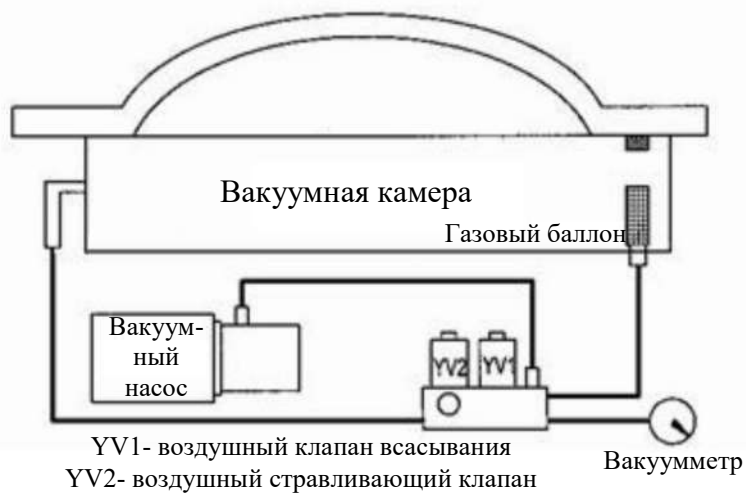 Вакуумная камера
Газовый баллон
Вакуум-
ный
насос
YV2 YV1
YV1- воздушный клапан всасывания
YV2- воздушный стравливающий клапан
Вакуумметр